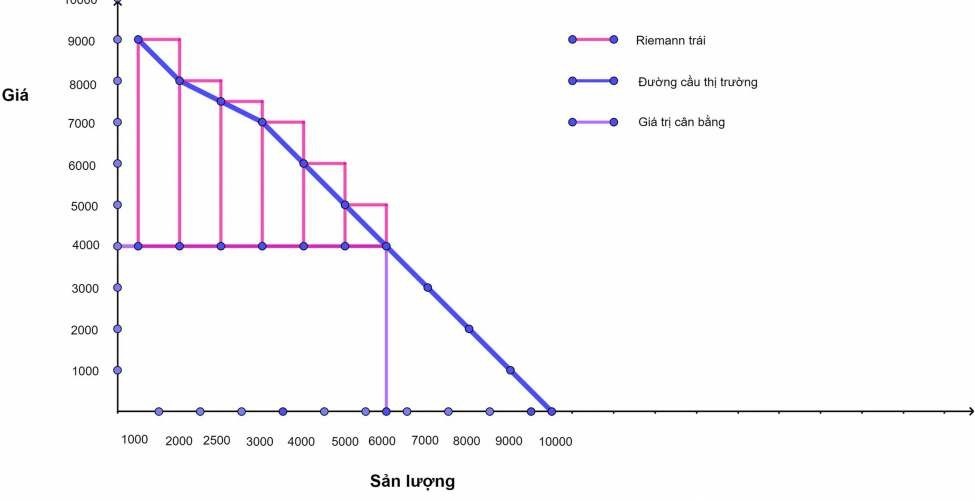 10000
9000
8000
7000
6000
5000
4000
3000
2000
1000
Giá
Riemann trái
Đường cầu thị trường
Giá trị cân bằng
1000 2000 2500 3000 4000 5000 6000 7000 8000 9000 10000
Sản lượng